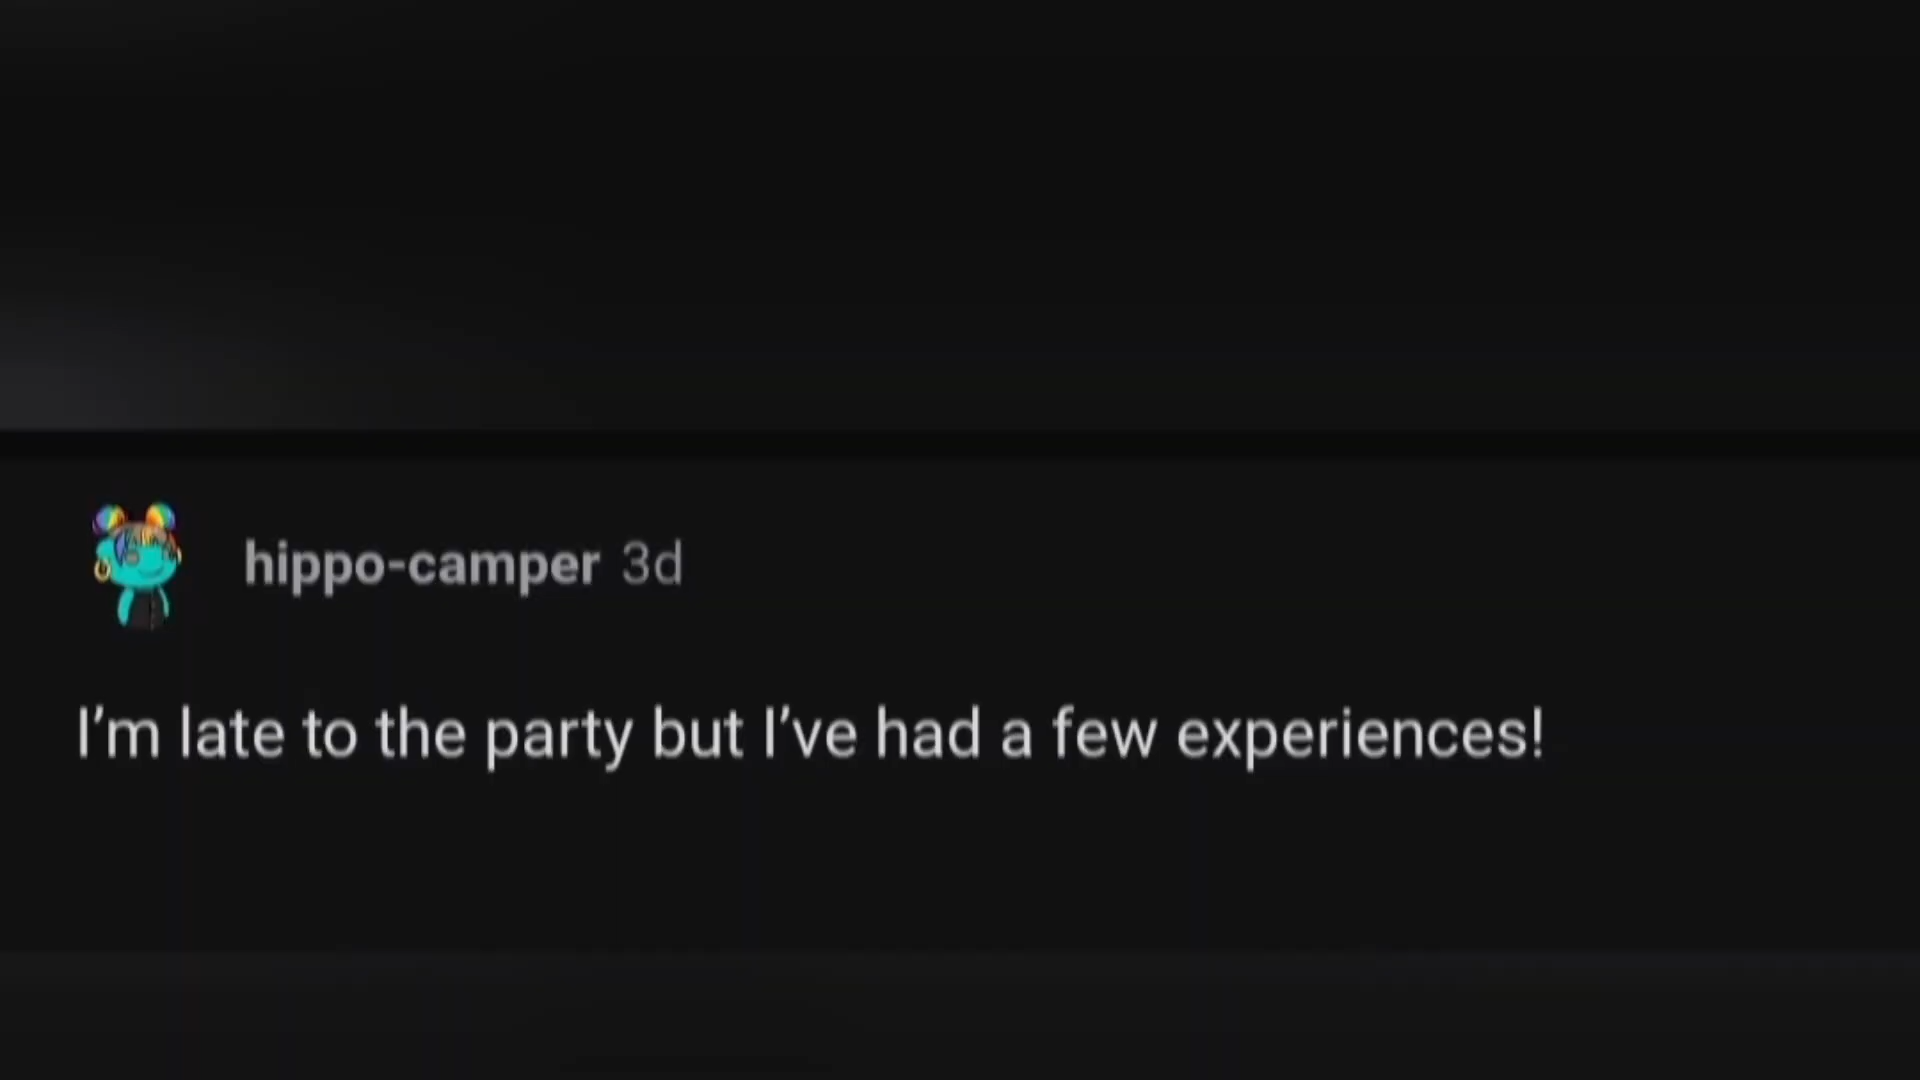 hippo-camper 3d
I’m late to the party but I’ve had a few experiences!